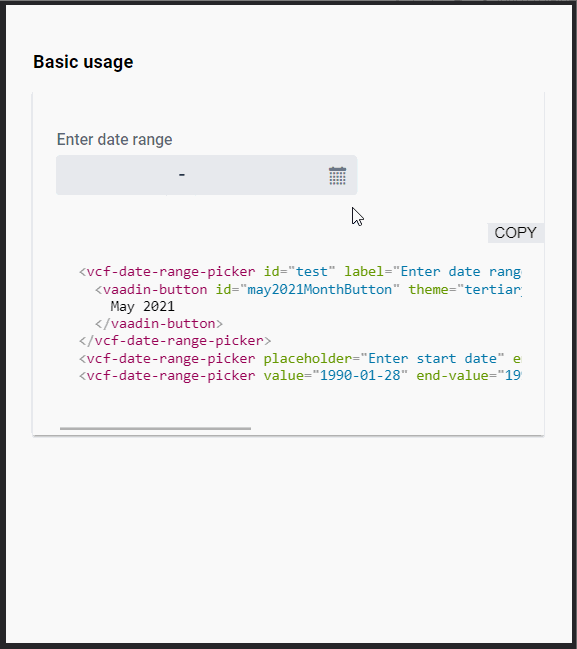 Basic usage
Enter date range
-
COPY
<vcf-date-range-picker id="test" label="Enter date rang
<vaadin-button id="may2021MonthButton" theme="tertiar
May 2021
</vaadin-button>
</vcf-date-range-picker>
<vcf-date-range-picker placeholder="Enter start date" e
<vcf-date-range-picker value="1990-01-28" end-value="19